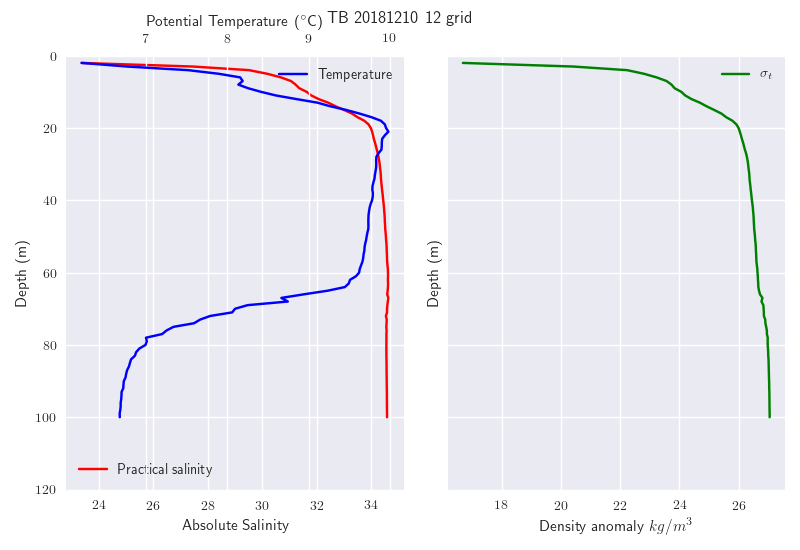 TB 20181210 12 grid
Potential Temperature (°C)
7 8 9 10
Temperature
Practical salinity
0
20
40
60
80
100
120
Depth (m)
24 26 28 30 32 34
Absolute Salinity
σt
Depth (m)
18 20 22 24 26
Density anomaly kg/m³